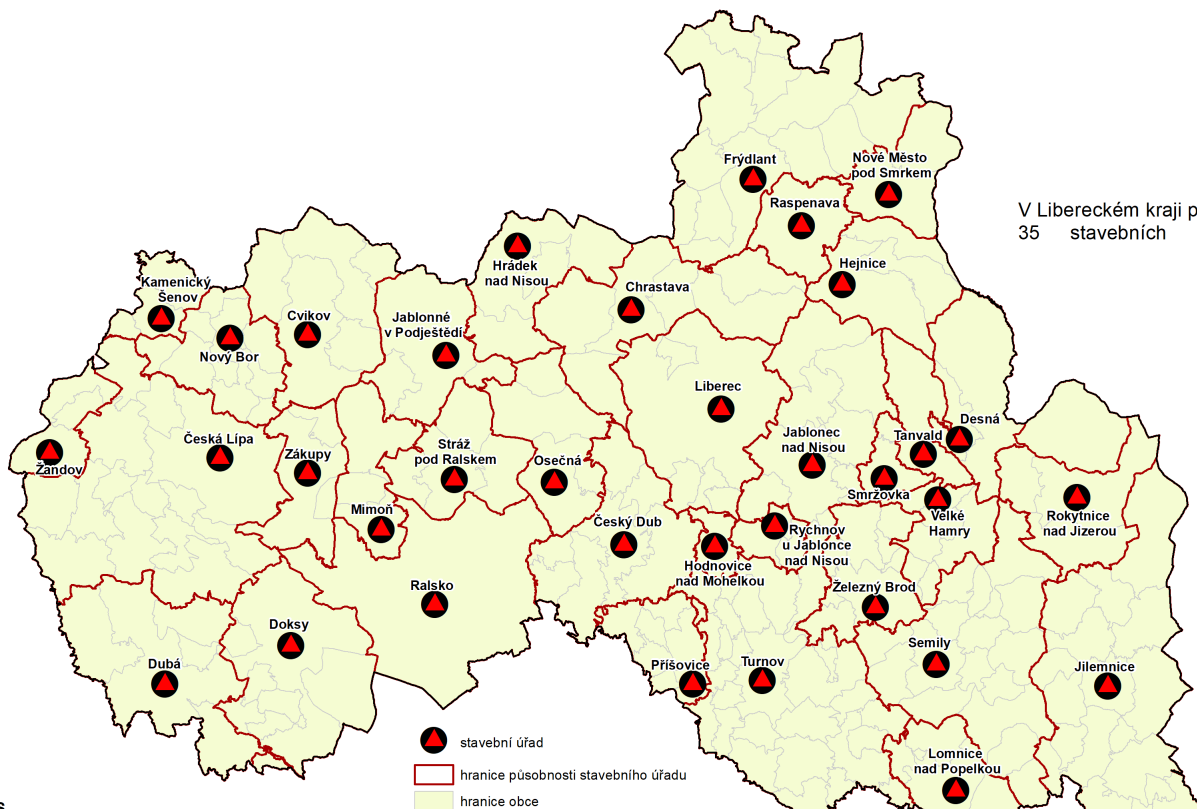 Frýdlant
Nové Město
pod Smrkem
Raspenava
V Libereckém kraji p
35 stavebních
Hrádek
nad Nisou
Hejnice
Kamenický
Šenov
Chrastava
Cvikov
Jablonné
v Podještědí
Nový Bor
Liberec
Desná
Jablonec
nad Nisou
Tanvald
Česká Lípa
Zákupy
Stráž
pod Ralskem
Osečná
Žandov
Smržovka
Mimoň
Velké
Hamry
Rokytnice
nad Jizerou
Český Dub
Rychnov
u Jablonce
nad Nisou
Hodnovice
nad Mohelkou
Ralsko
Železný Brod
Doksy
Semily
Dubá
Příšovice
Turnov
Jilemnice
stavební úřad
Lomnice
nad Popelkou
hranice působnosti stavebního úřadu
hranice obce